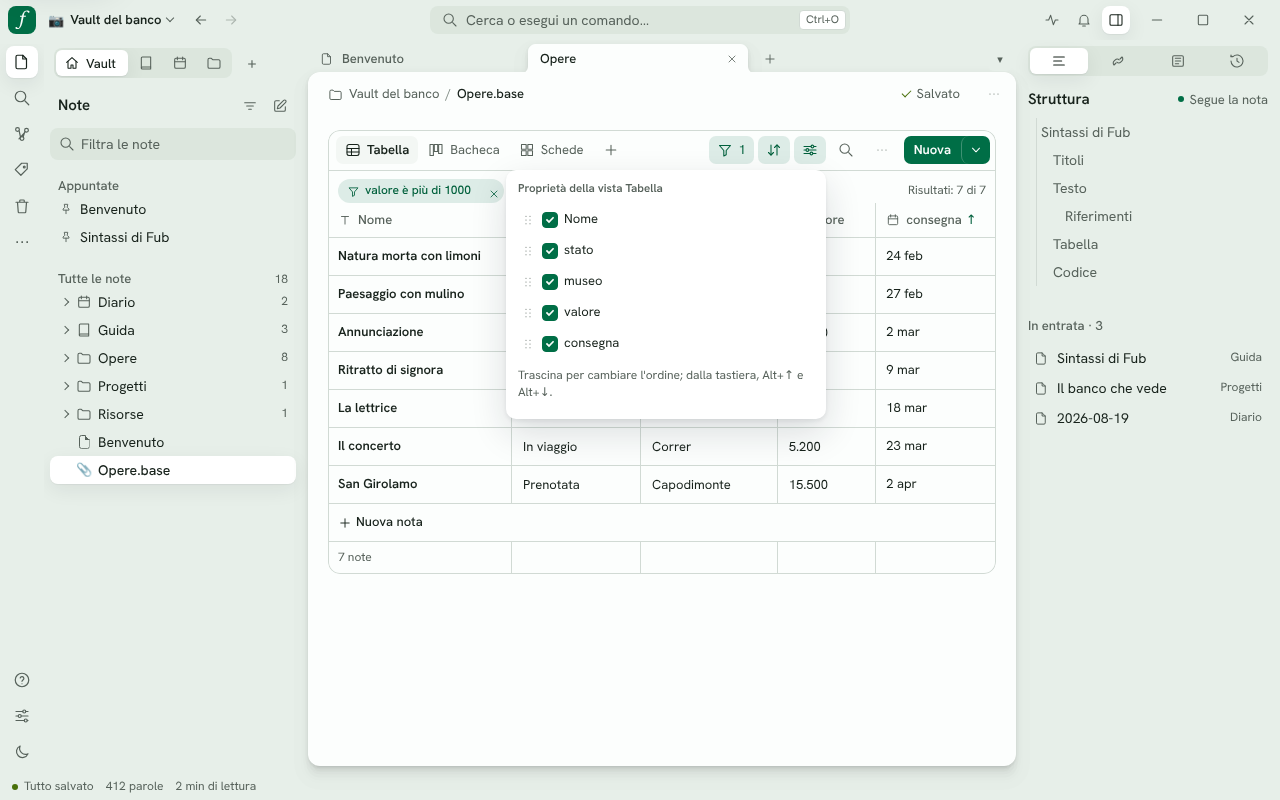 Vault del banco
Cerca o esegui un comando…
Ctrl+O
Vault
Note
Filtra le note
Appuntate
Benvenuto
Sintassi di Fub
Tutte le note 18
Diario 2
Guida 3
Opere 8
Progetti 1
Risorse 1
Benvenuto
Opere.base
Tutto salvato 412 parole 2 min di lettura
Benvenuto
Opere
Vault del banco / Opere.base
Salvato
Tabella
Bacheca
Schede
1
Nuova
valore è più di 1000
Risultati: 7 di 7
Proprietà della vista Tabella
Nome
stato
museo
valore
consegna
Trascina per cambiare l'ordine; dalla tastiera, Alt+↑ e
Alt+↓.
Nome consegna ↑
Natura morta con limoni 24 feb
Paesaggio con mulino 27 feb
Annunciazione 2 mar
Ritratto di signora 9 mar
La lettrice 18 mar
Il concerto In viaggio Correr 5.200 23 mar
San Girolamo Prenotata Capodimonte 15.500 2 apr
Nuova nota
7 note
Struttura
Segue la nota
Sintassi di Fub
Titoli
Testo
Riferimenti
Tabella
Codice
In entrata · 3
Sintassi di Fub Guida
Il banco che vede Progetti
2026-08-19 Diario